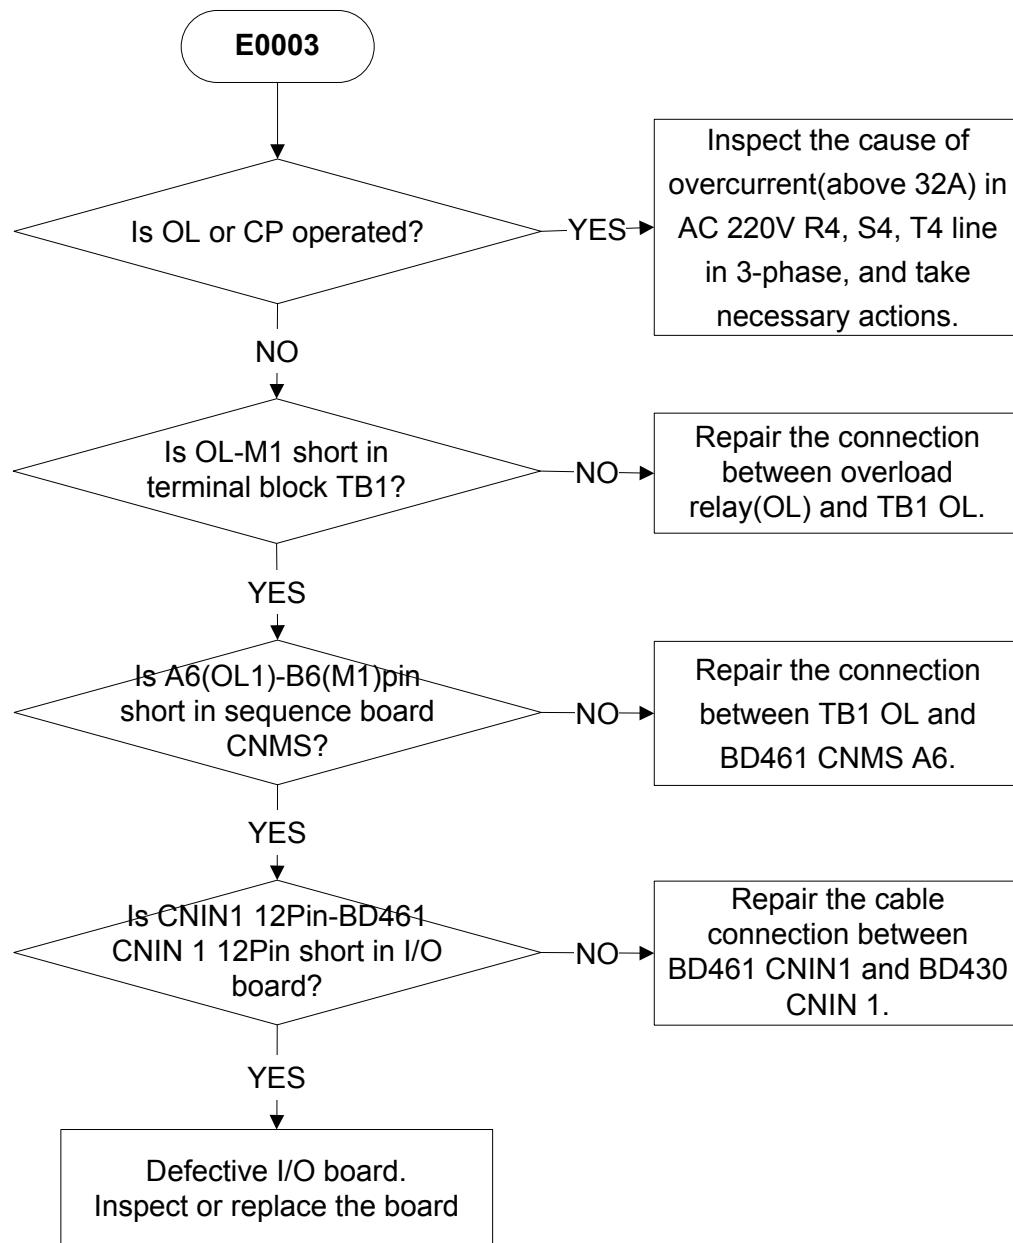 E0003
Is OL or CP operated?
YES
Inspect the cause of
overcurrent(above 32A) in
AC 220V R4, S4, T4 line
in 3-phase, and take
necessary actions.
NO
Is OL-M1 short in
terminal block TB1?
NO
Repair the connection
between overload
relay(OL) and TB1 OL.
YES
Is A6(OL1)-B6(M1)pin
short in sequence board
CNMS?
NO
Repair the connection
between TB1 OL and
BD461 CNMS A6.
YES
Is CNIN1 12Pin-BD461
CNIN 1 12Pin short in I/O
board?
NO
Repair the cable
connection between
BD461 CNIN1 and BD430
CNIN 1.
YES
Defective I/O board.
Inspect or replace the board